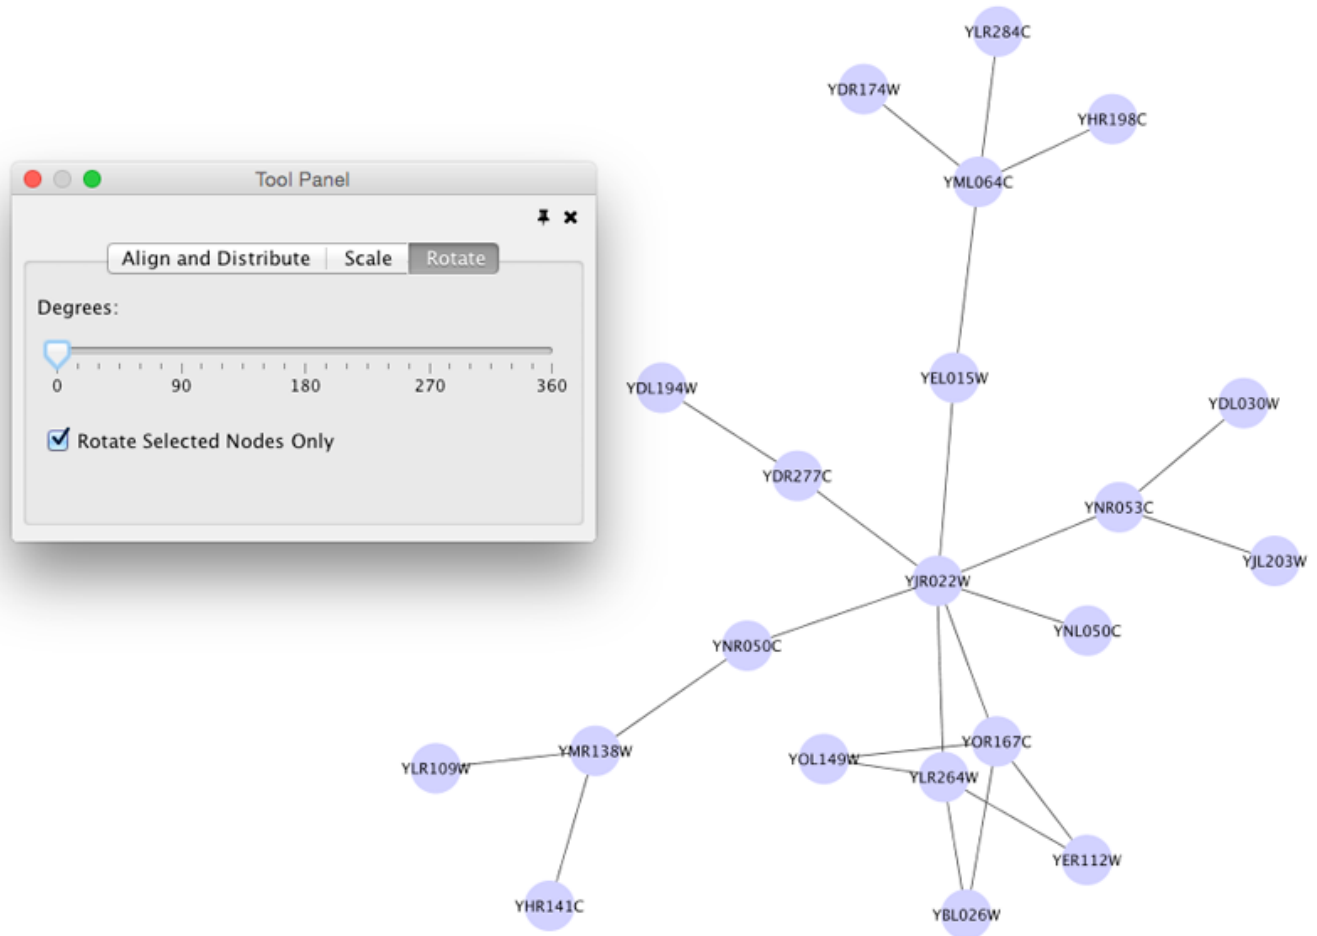 Tool Panel
Align and Distribute Scale Rotate
Degrees:
0 90 180 270 360
Rotate Selected Nodes Only
YLR284C
YDR174W
YHR198C
YML064C
YEL015W
YDL194W
YDL030W
YDR277C
YNR053C
YJL203W
YJR022W
YNL050C
YNR050C
YOR167C
YMR138W
YOL149W
YLR109W
YLR264W
YER112W
YHR141C
YBL026W